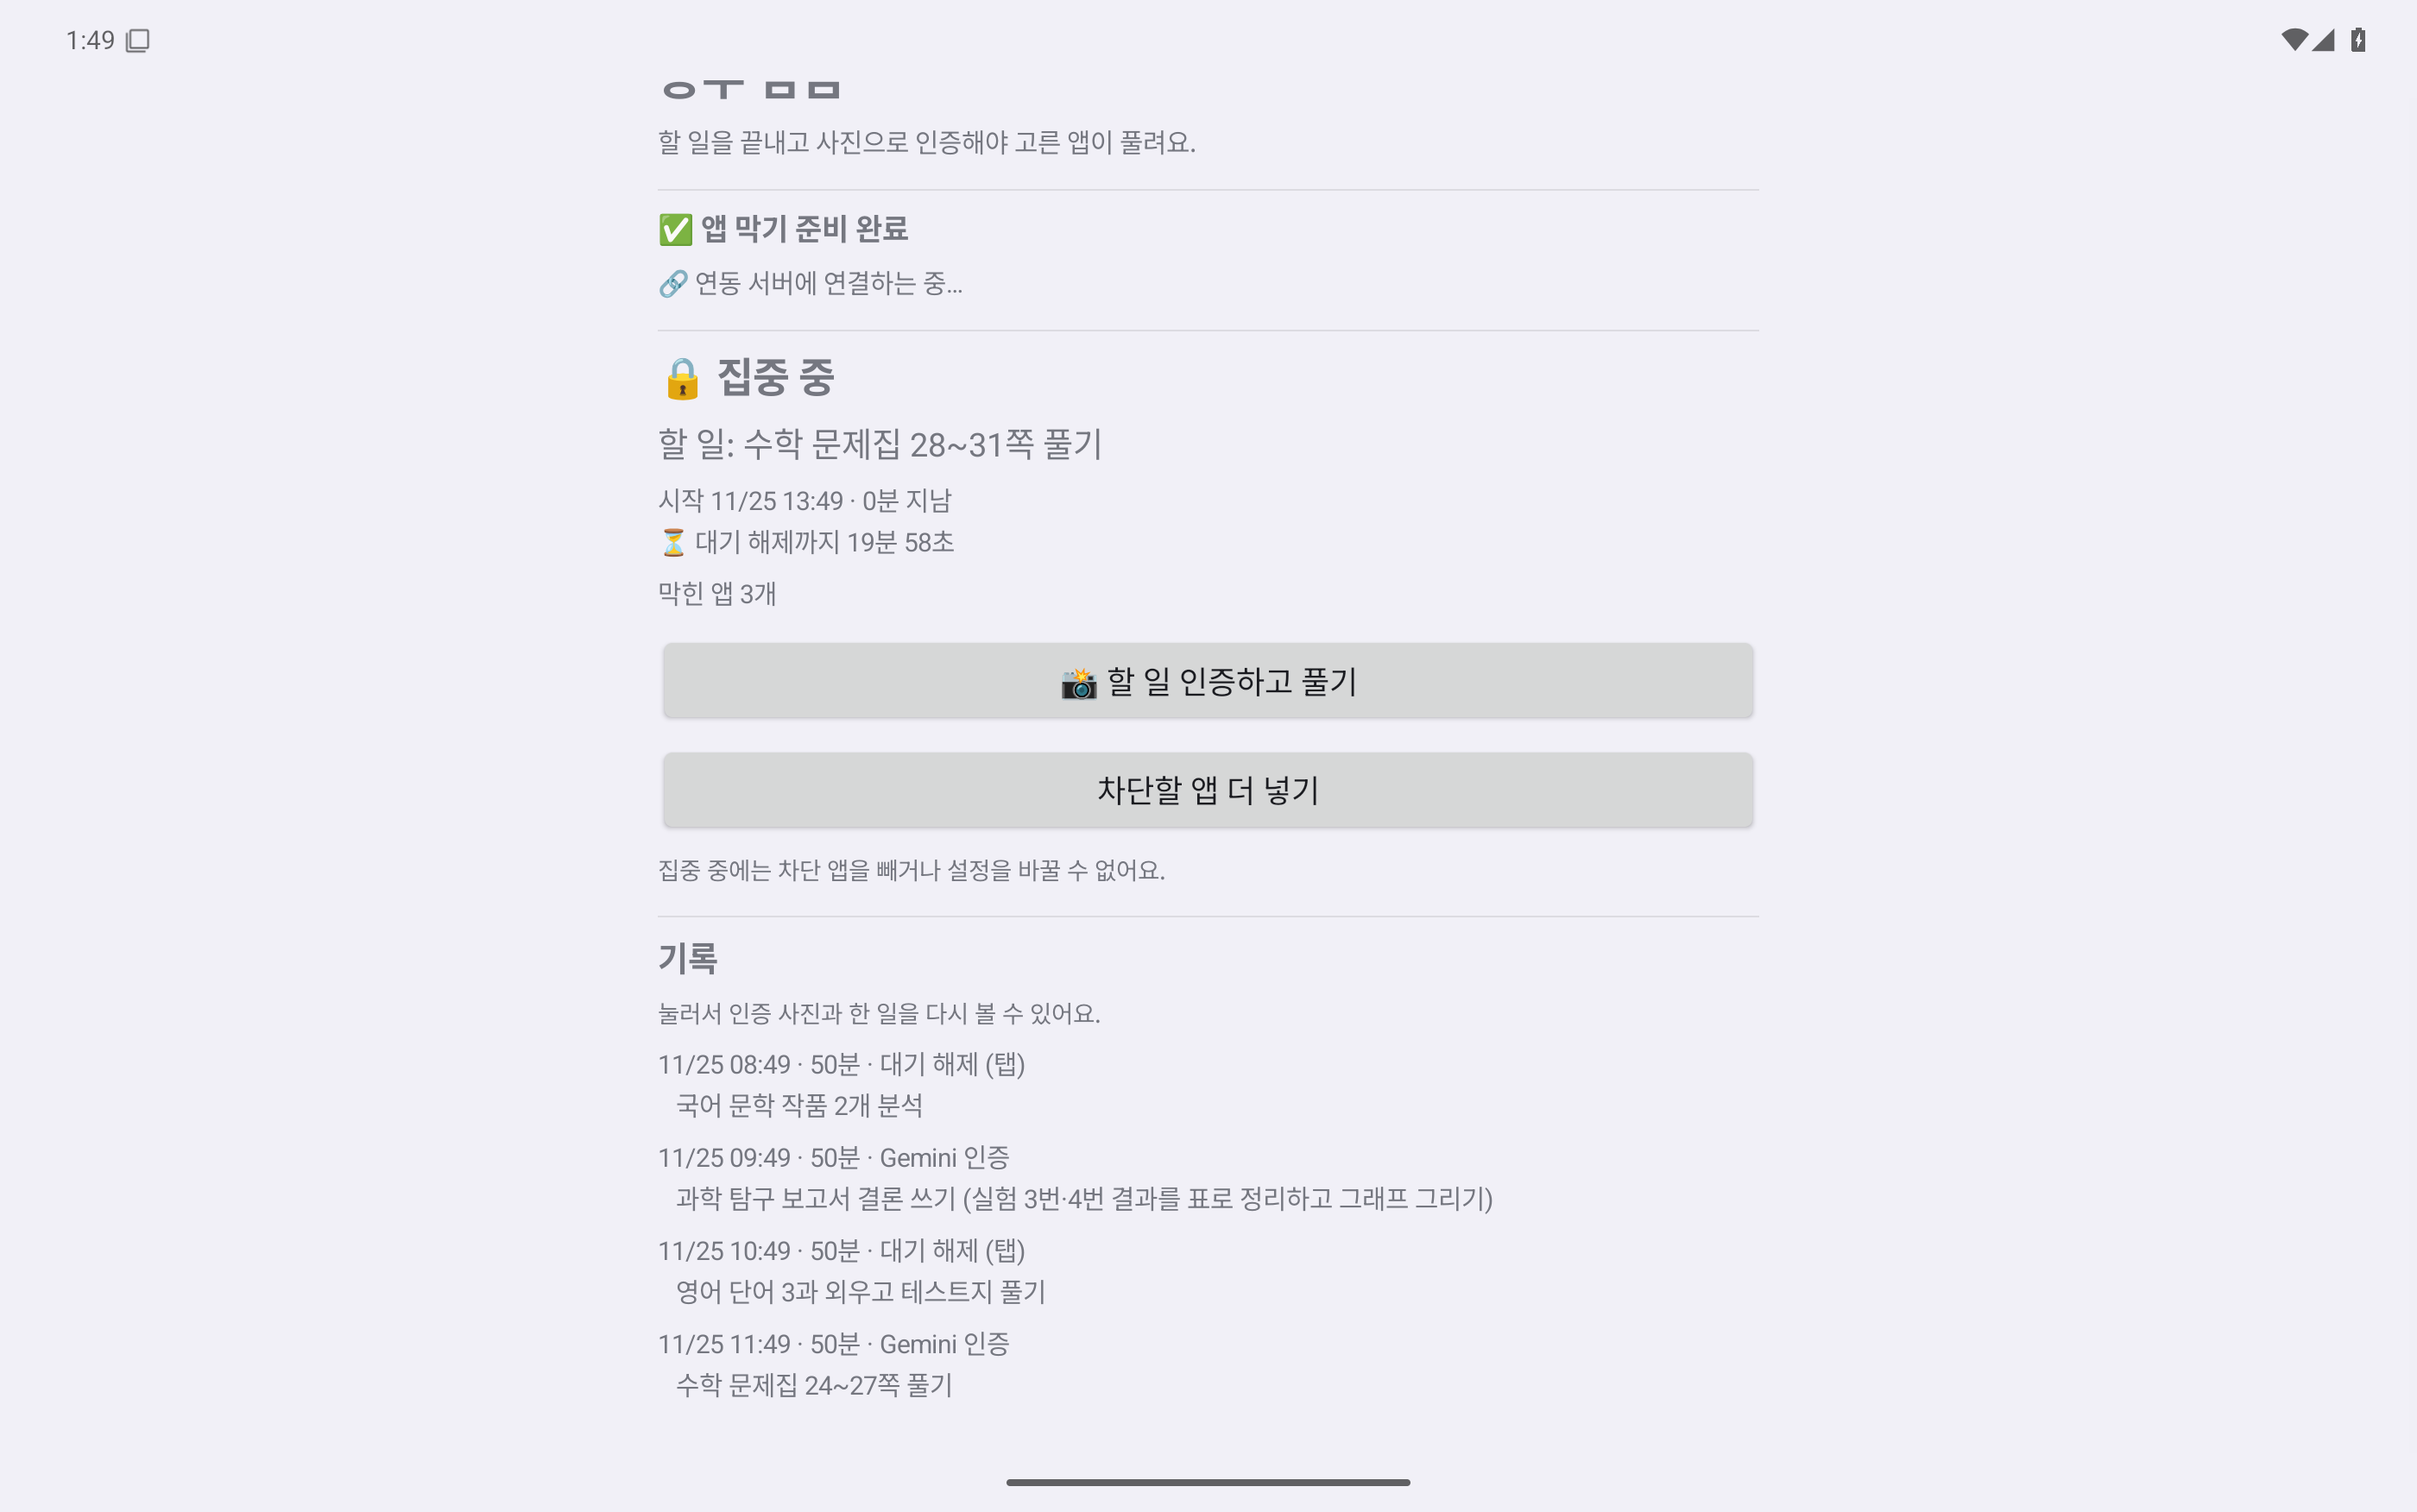 1:49
할 일을 끝내고 사진으로 인증해야 고른 앱이 풀려요.
✅ 앱 막기 준비 완료
🔗 연동 서버에 연결하는 중...
🔒 집중 중
할 일: 수학 문제집 28~31쪽 풀기
시작 11/25 13:49 · 0분 지남
⏳ 대기 해제까지 19분 58초
막힌 앱 3개
📸 할 일 인증하고 풀기
차단할 앱 더 넣기
집중 중에는 차단 앱을 빼거나 설정을 바꿀 수 없어요.
기록
눌러서 인증 사진과 한 일을 다시 볼 수 있어요.
11/25 08:49 · 50분 · 대기 해제 (탭)
국어 문학 작품 2개 분석
11/25 09:49 · 50분 · Gemini 인증
과학 탐구 보고서 결론 쓰기 (실험 3번·4번 결과를 표로 정리하고 그래프 그리기)
11/25 10:49 · 50분 · 대기 해제 (탭)
영어 단어 3과 외우고 테스트지 풀기
11/25 11:49 · 50분 · Gemini 인증
수학 문제집 24~27쪽 풀기